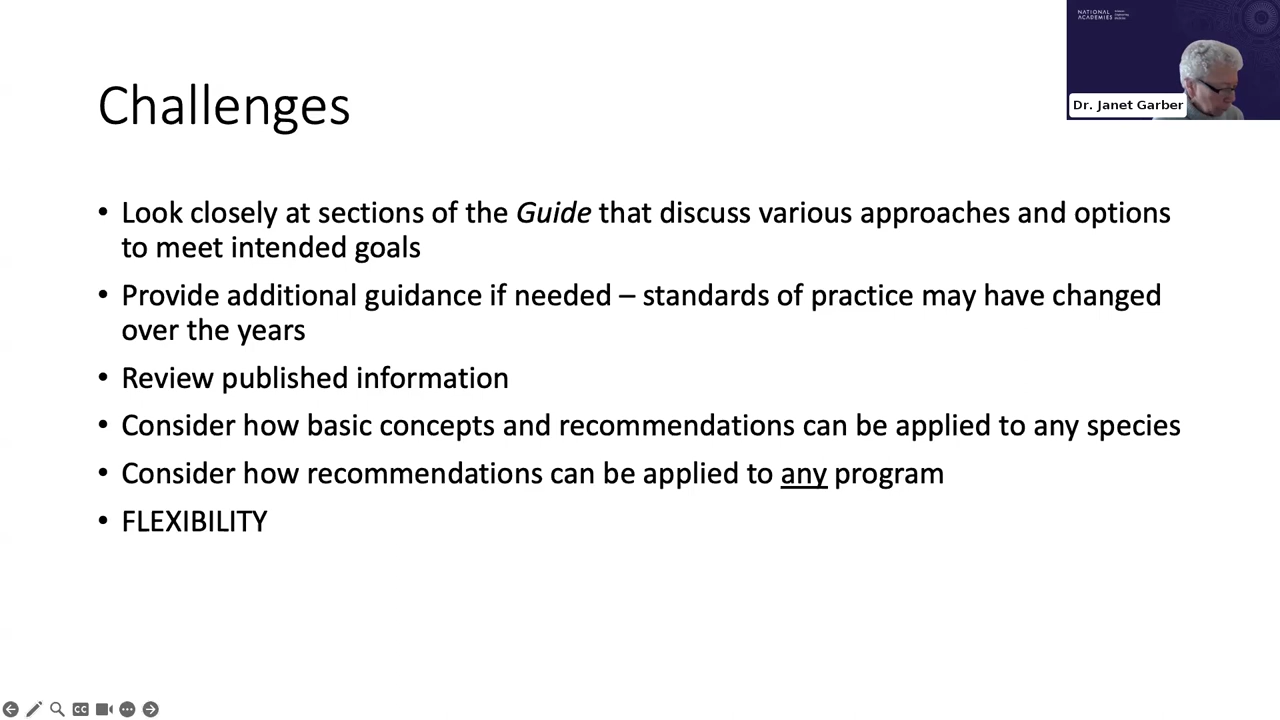 Challenges
• Look closely at sections of the Guide that discuss various approaches and options
to meet intended goals
• Provide additional guidance if needed – standards of practice may have changed
over the years
• Review published information
• Consider how basic concepts and recommendations can be applied to any species
• Consider how recommendations can be applied to any program
• FLEXIBILITY
NATIONAL
ACADEMIES
Dr. Janet Garber
CC